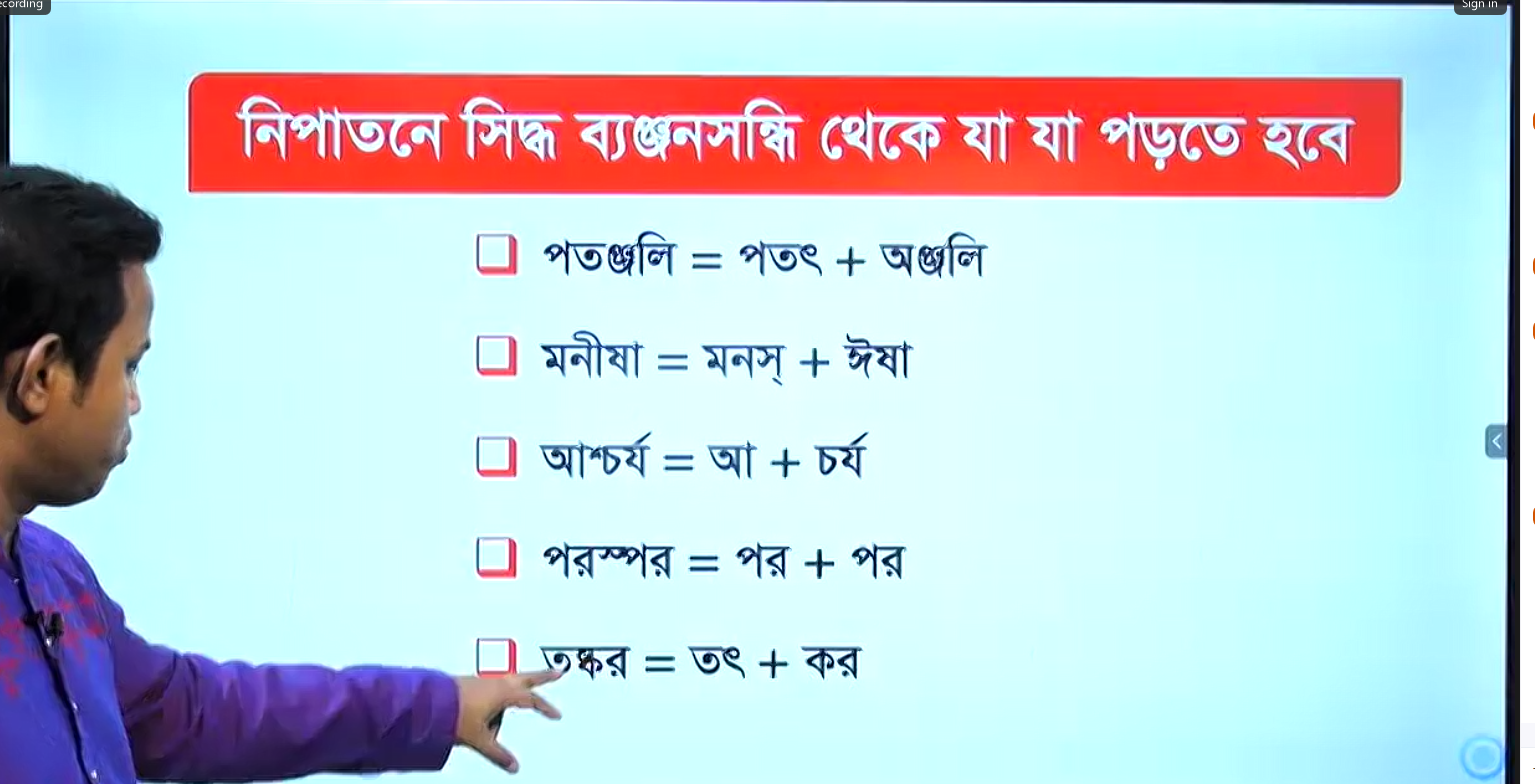 ecording
Sign in
নিপাতনে সিদ্ধ ব্যঞ্জনসন্ধি থেকে যা যা পড়তে হবে
পতঞ্জলি = পতৎ + অঞ্জলি
মনীষা = মনস্ + ঈষা
আশ্চর্য = আ + চর্য
পরস্পর = পর + পর
তস্কর = তৎ + কর